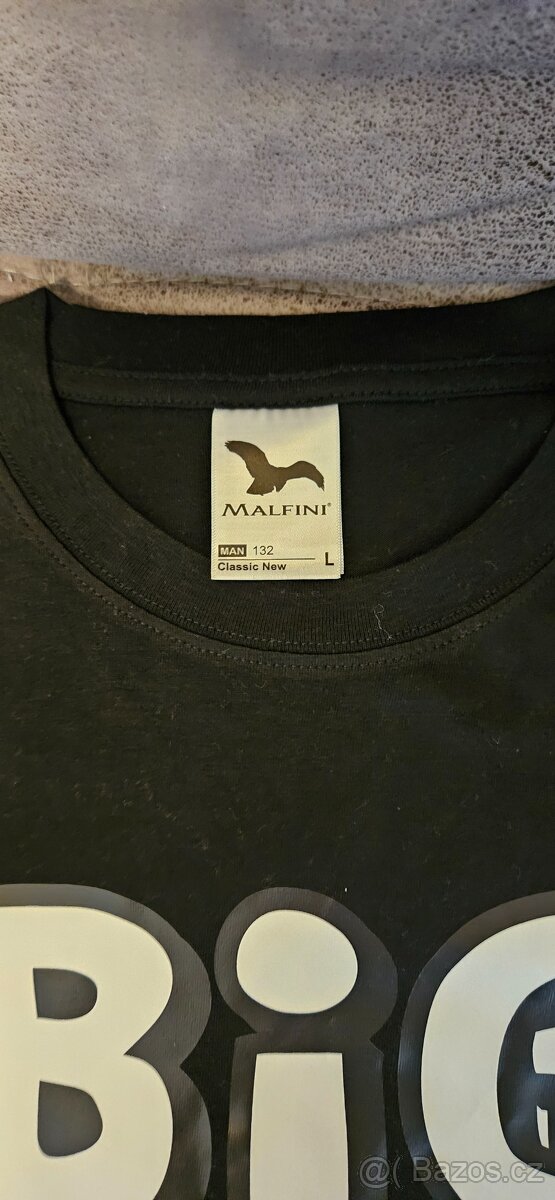 MALFINI®
MAN 132
Classic New L
BiG
@( Bazos.cz